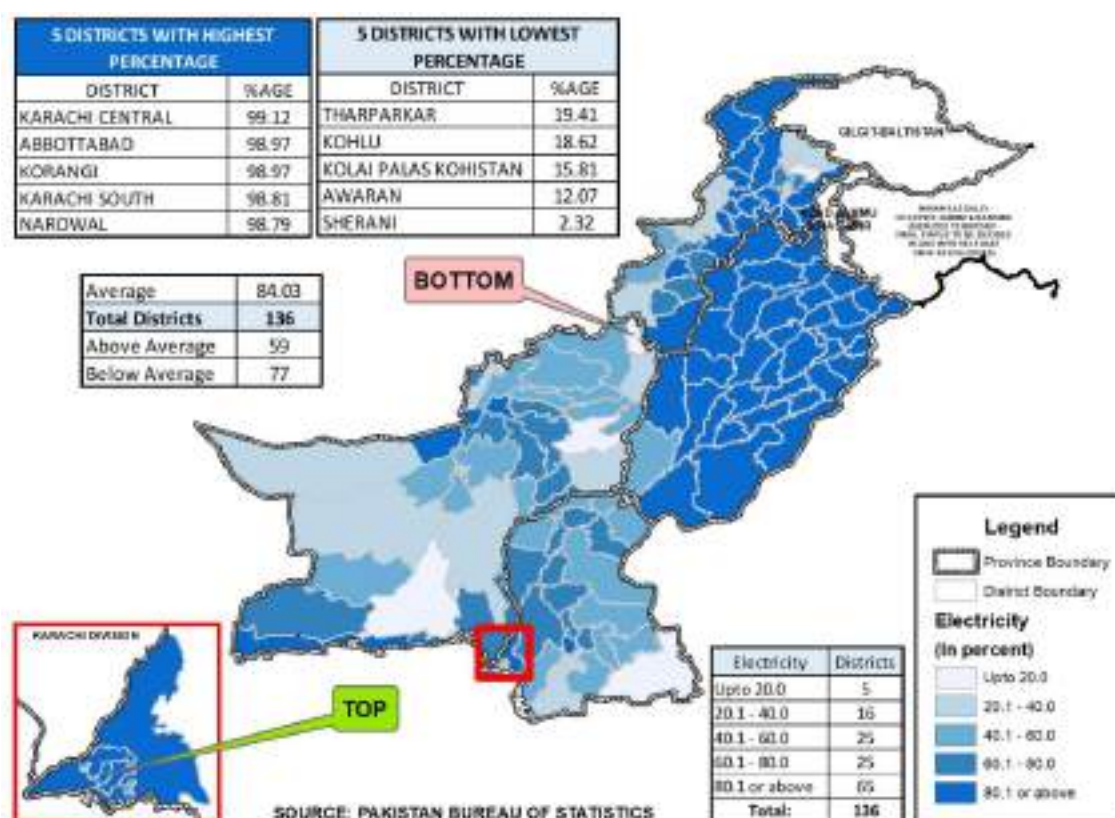 5 DISTRICTS WITH HIGHEST
PERCENTAGE
DISTRICT %AGE
KARACHI CENTRAL 99.12
ABBOTTABAD 98.97
KORANGI 98.97
KARACHI SOUTH 98.81
NAROWAL 98.79
5 DISTRICTS WITH LOWEST
PERCENTAGE
DISTRICT %AGE
THARPARKAR 19.41
KOHLU 18.62
KOLAI PALAS KOHISTAN 15.81
AWARAN 12.07
SHERANI 2.32
GILGIT-BALTISTAN
Average 84.03
Total Districts 136
Above Average 59
Below Average 77
BOTTOM
KARACHI DIVISION
TOP
Electricity Districts
Upto 20.0 5
20.1 - 40.0 16
40.1 - 60.0 25
60.1 - 80.0 25
80.1 or above 65
Total: 136
Legend
Province Boundary
District Boundary
Electricity
(In percent)
Upto 20.0
20.1 - 40.0
40.1 - 60.0
60.1 - 80.0
80.1 or above
SOURCE: PAKISTAN BUREAU OF STATISTICS